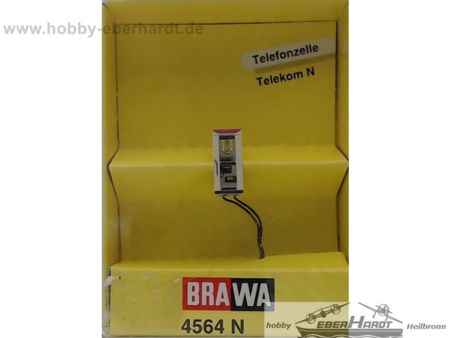 www.hobby-eberhardt.de
Telefonzelle
Telekom N
BRAWA
4564 N
hobby EBERHARDT Heilbronn